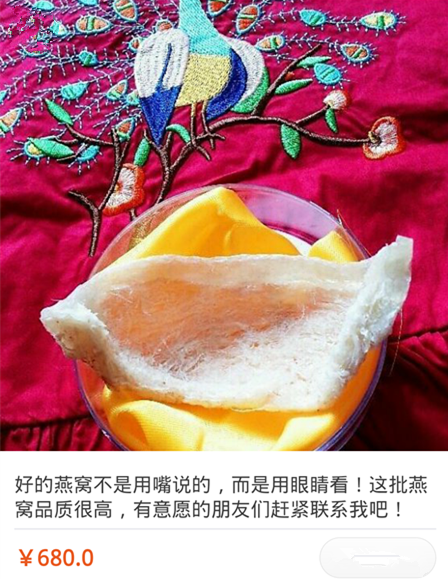 好的燕窝不是用嘴说的，而是用眼睛看！这批燕
窝品质很高，有意愿的朋友们赶紧联系我吧！
￥680.0